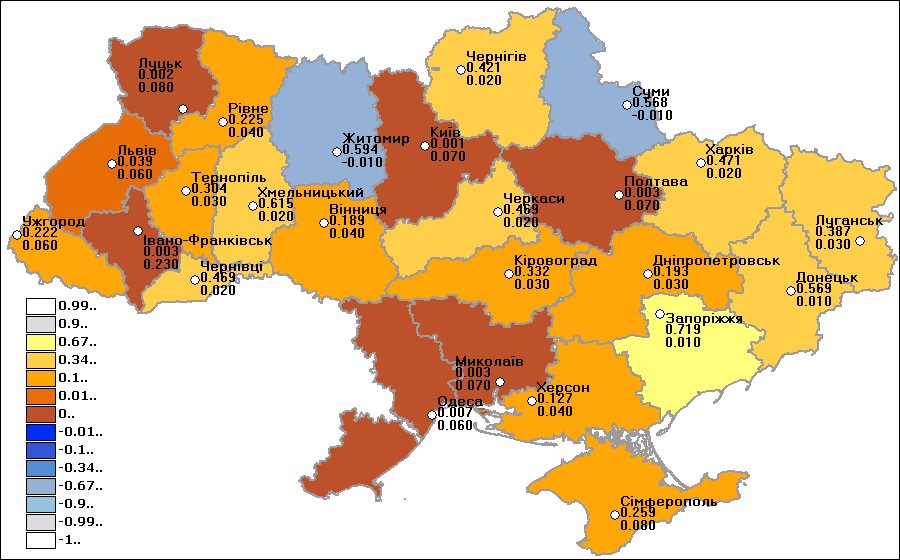 Чернігів
0.421
0.020
Луцьк
0.002
0.080
Суми
0.568
-0.010
Рівне
0.225
0.040
Житомир
0.594
-0.010
Київ
0.001
0.070
Харків
0.471
0.020
Львів
0.039
0.060
Тернопіль
0.304
0.030
Хмельницький
0.615
0.020
Полтава
0.003
0.070
Вінниця
0.189
0.040
Черкаси
0.469
0.020
Ужгород
0.222
0.060
Івано-Франківськ
0.003
0.230
Луганськ
0.387
0.030
Чернівці
0.469
0.020
Кіровоград
0.332
0.030
Дніпропетровськ
0.193
0.030
Донецьк
0.569
0.010
Запоріжжя
0.719
0.010
Миколаїв
0.003
0.070
Херсон
0.127
0.040
Одеса
0.007
0.060
Сімферополь
0.259
0.080
0.99..
0.9..
0.67..
0.34..
0.1..
0.01..
0..
-0.01..
-0.1..
-0.34..
-0.67..
-0.9..
-0.99..
-1..